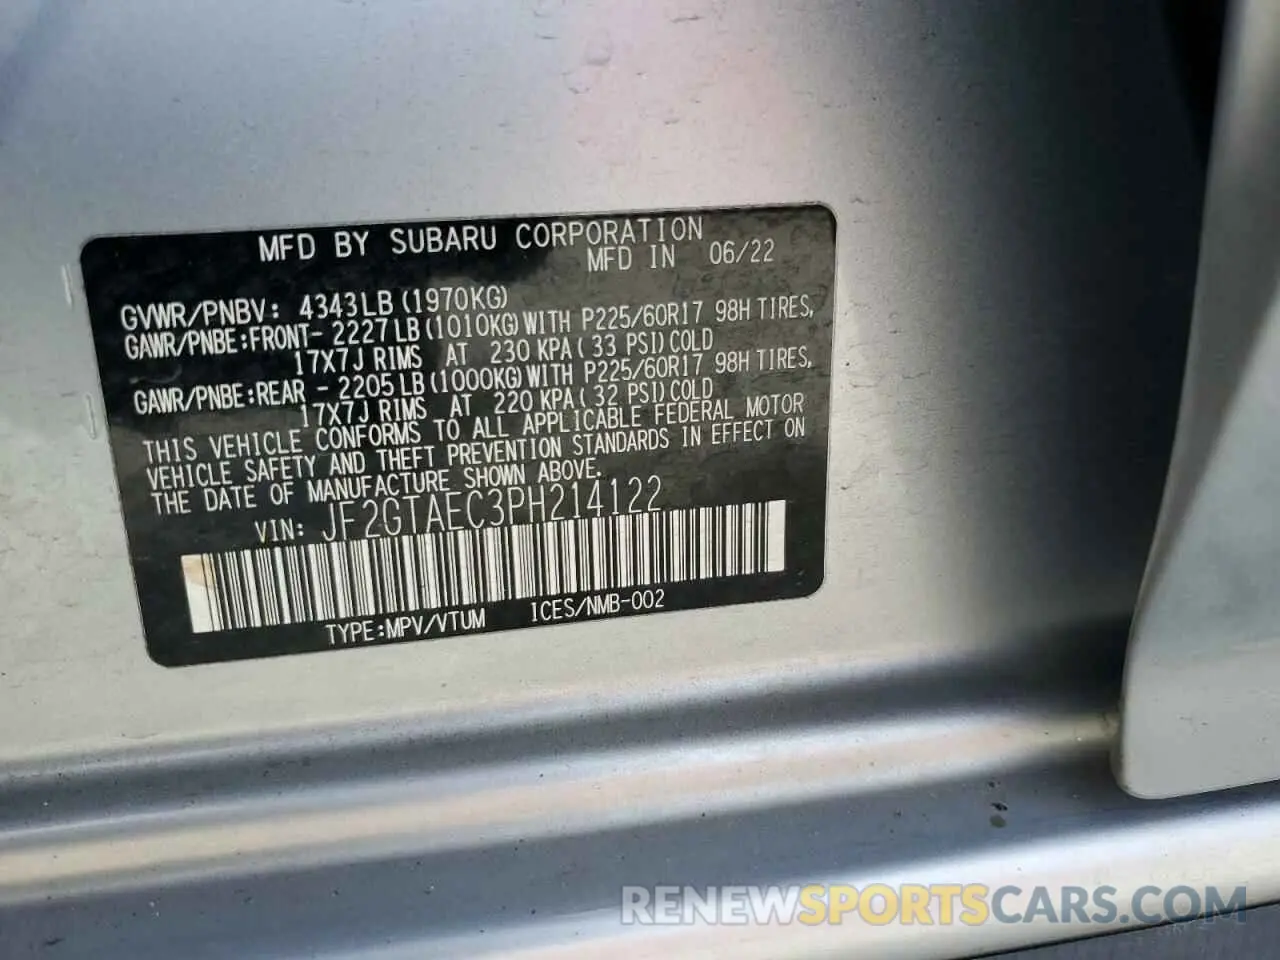 MFD BY SUBARU CORPORATION
MFD IN 06/22
GVWR/PNBV: 4343LB (1970KG)
GAWR/PNBE:FRONT- 2227LB (1010KG) WITH P225/60R17 98H TIRES,
17X7J RIMS AT 230 KPA (33 PSI) COLD
GAWR/PNBE:REAR - 2205LB (1000KG) WITH P225/60R17 98H TIRES,
17X7J RIMS AT 220 KPA (32 PSI) COLD
THIS VEHICLE CONFORMS TO ALL APPLICABLE FEDERAL MOTOR
VEHICLE SAFETY AND THEFT PREVENTION STANDARDS IN EFFECT ON
THE DATE OF MANUFACTURE SHOWN ABOVE.
VIN: JF2GTAEC3PH214122
TYPE:MPV/VTUM ICES/NMB-002
RENEWSPORTSCARS.COM